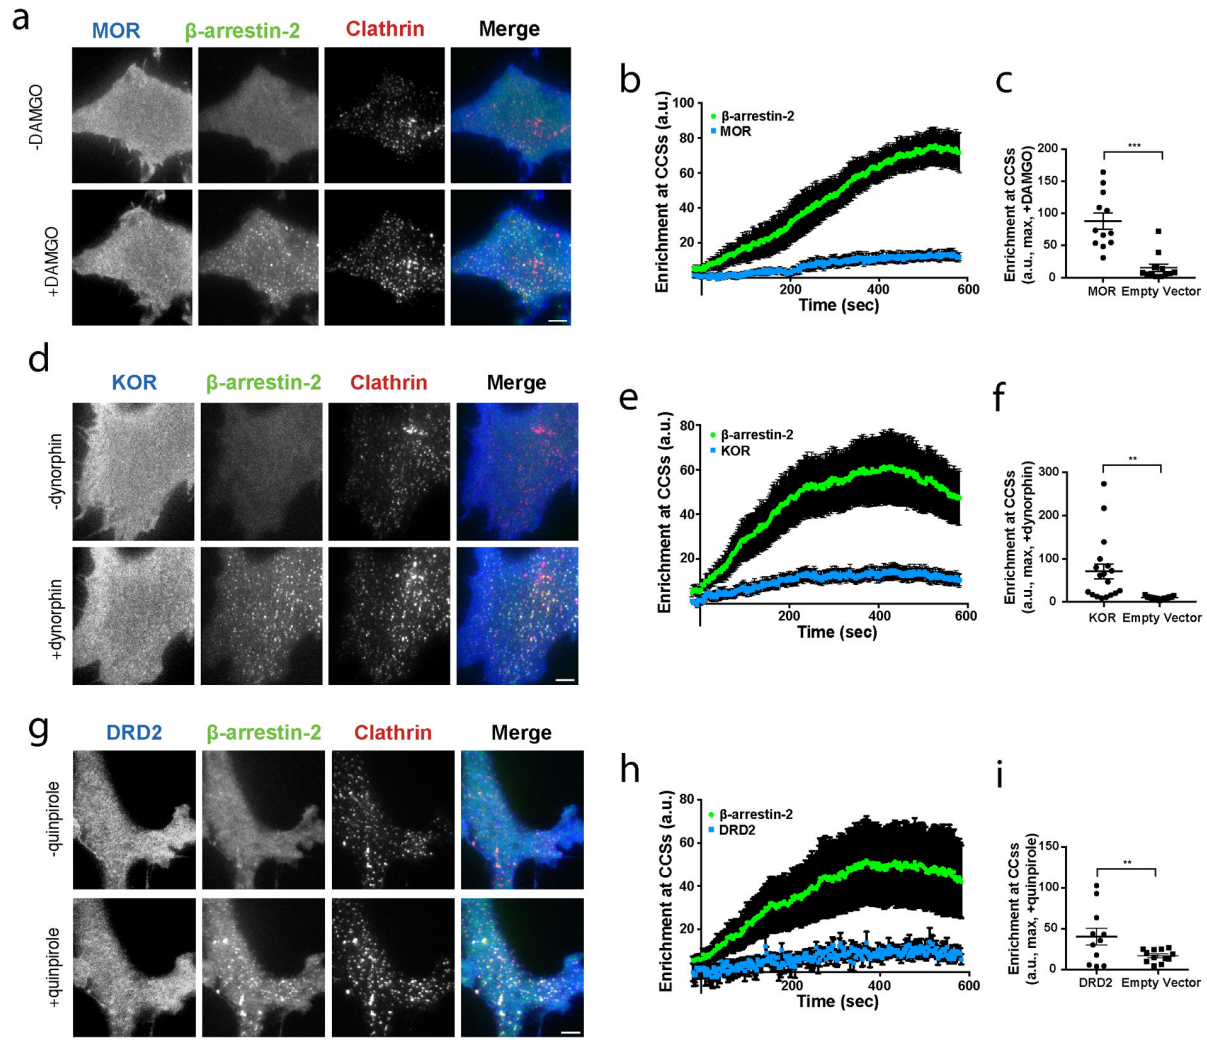 a
MOR β-arrestin-2 Clathrin Merge
-DAMGO
+DAMGO
b
Enrichment at CCSs (a.u.)
100
80
60
40
20
β-arrestin-2
MOR
200 400 600
Time (sec)
c
Enrichment at CCSs
(a.u., max, +DAMGO)
200
150
100
50
0
***
MOR Empty Vector
d
KOR β-arrestin-2 Clathrin Merge
-dynorphin
+dynorphin
e
Enrichment at CCSs (a.u.)
80
60
40
20
β-arrestin-2
KOR
200 400 600
Time (sec)
f
Enrichment at CCSs
(a.u., max, +dynorphin)
300
200
100
0
**
KOR Empty Vector
g
DRD2 β-arrestin-2 Clathrin Merge
-quinpirole
+quinpirole
h
Enrichment at CCSs (a.u.)
80
60
40
20
β-arrestin-2
DRD2
200 400 600
Time (sec)
i
Enrichment at CCss
(a.u., max, +quinpirole)
150
100
50
0
**
DRD2 Empty Vector